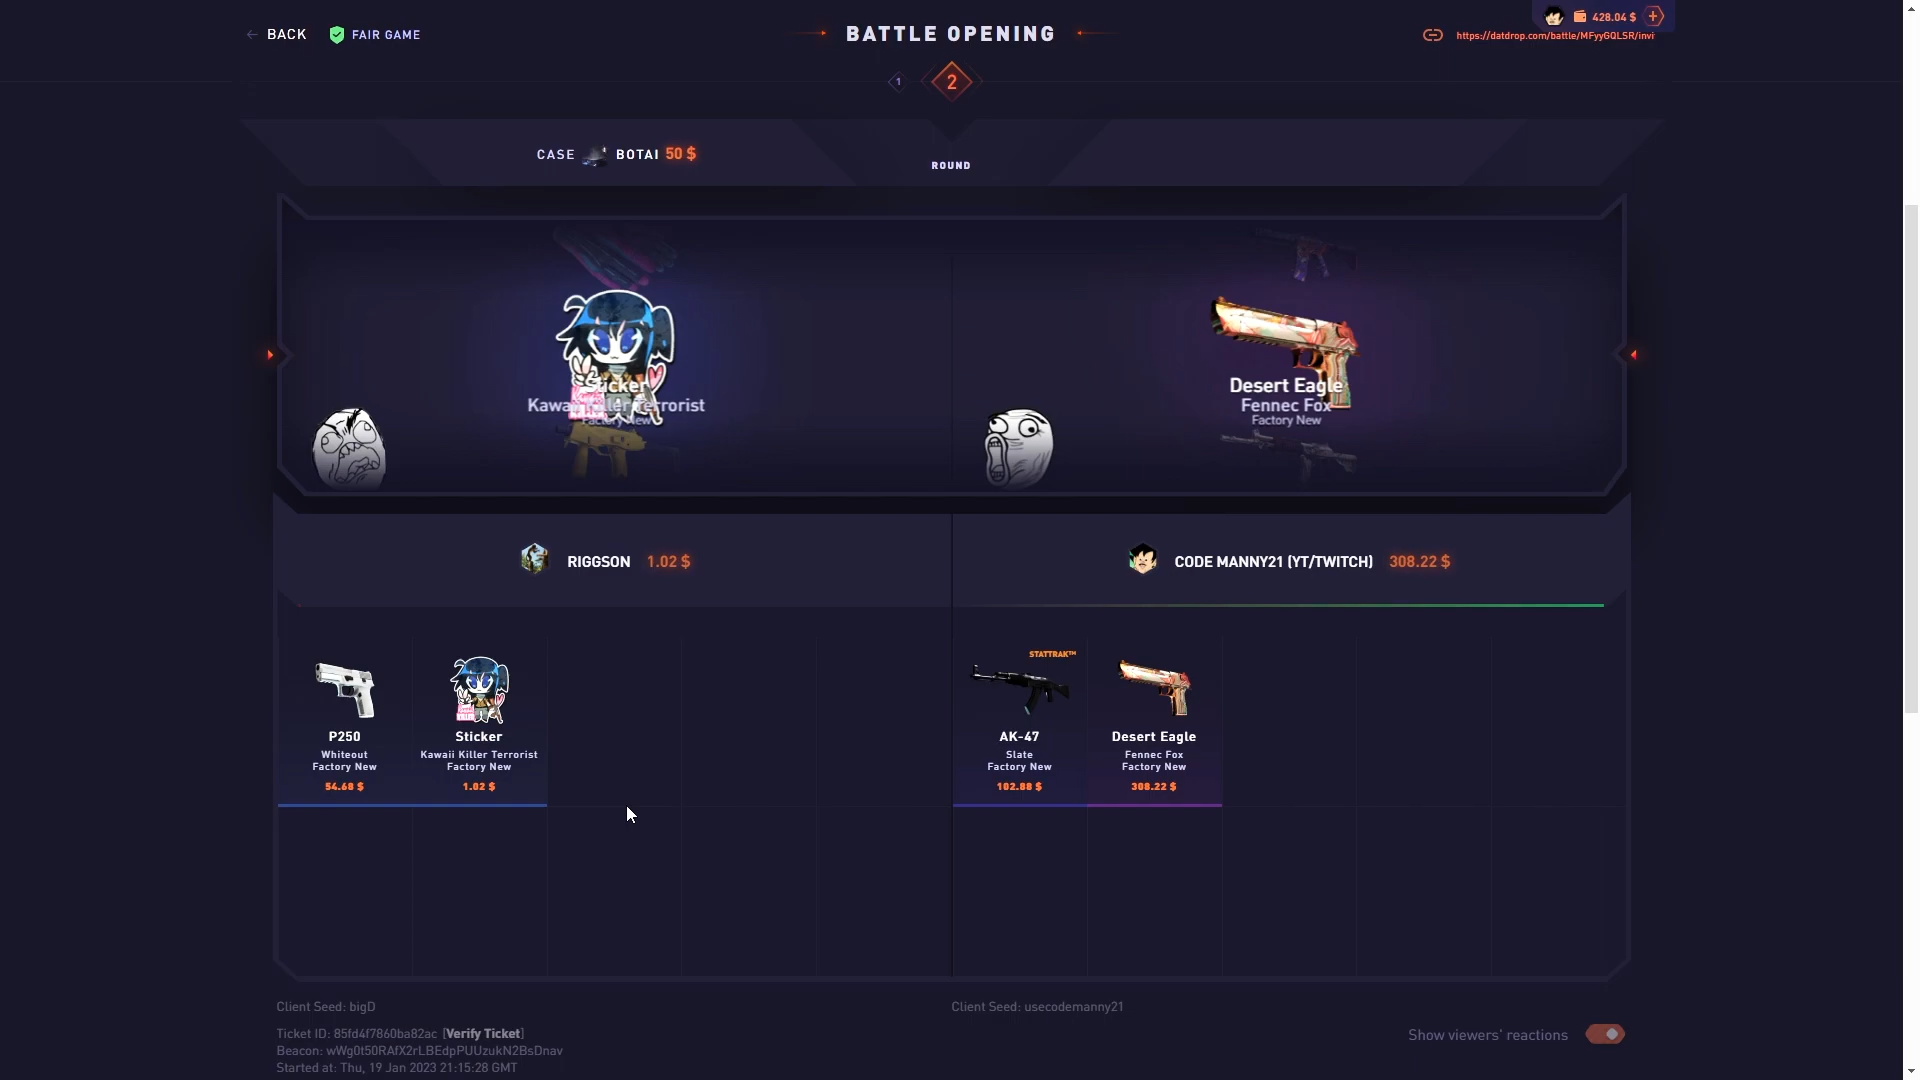 BACK
FAIR GAME
BATTLE OPENING
428.04 $
https://datdrop.com/battle/MFyyGQLSR/invi
1
2
CASE BOTAI 50 $
ROUND
Sticker
Kawaii Killer Terrorist
Factory New
Desert Eagle
Fennec Fox
Factory New
RIGGSON 1.02 $
CODE MANNY21 (YT/TWITCH) 308.22 $
P250
Whiteout
Factory New
54.68 $
Sticker
Kawaii Killer Terrorist
Factory New
1.02 $
STATTRAK™
AK-47
Slate
Factory New
102.88 $
Desert Eagle
Fennec Fox
Factory New
308.22 $
Client Seed: bigD
Client Seed: usecodemanny21
Ticket ID: 85fd4f7860ba82ac [Verify Ticket]
Beacon: wWg0t50RAfX2rLBEdpPUUzukN2BsDnav
Started at: Thu, 19 Jan 2023 21:15:28 GMT
Show viewers' reactions